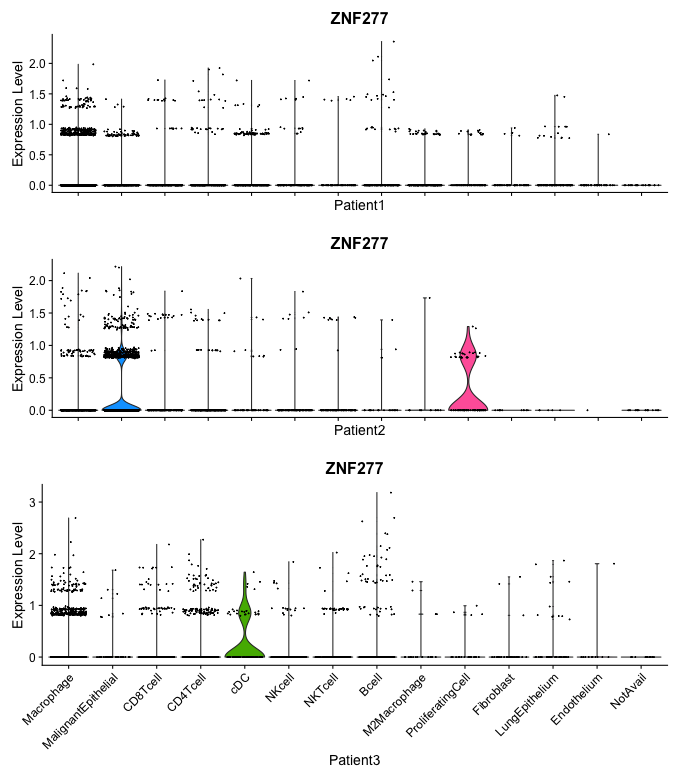 ZNF277
Expression Level
2.0
1.5
1.0
0.5
0.0
Patient1
ZNF277
Expression Level
2.0
1.5
1.0
0.5
0.0
Patient2
ZNF277
Expression Level
3
2
1
0
Macrophage
MalignantEpithelial
CD8Tcell
CD4Tcell
cDC
NKcell
NKTcell
Bcell
M2Macrophage
ProliferatingCell
Fibroblast
LungEpithelium
Endothelium
NotAvail
Patient3